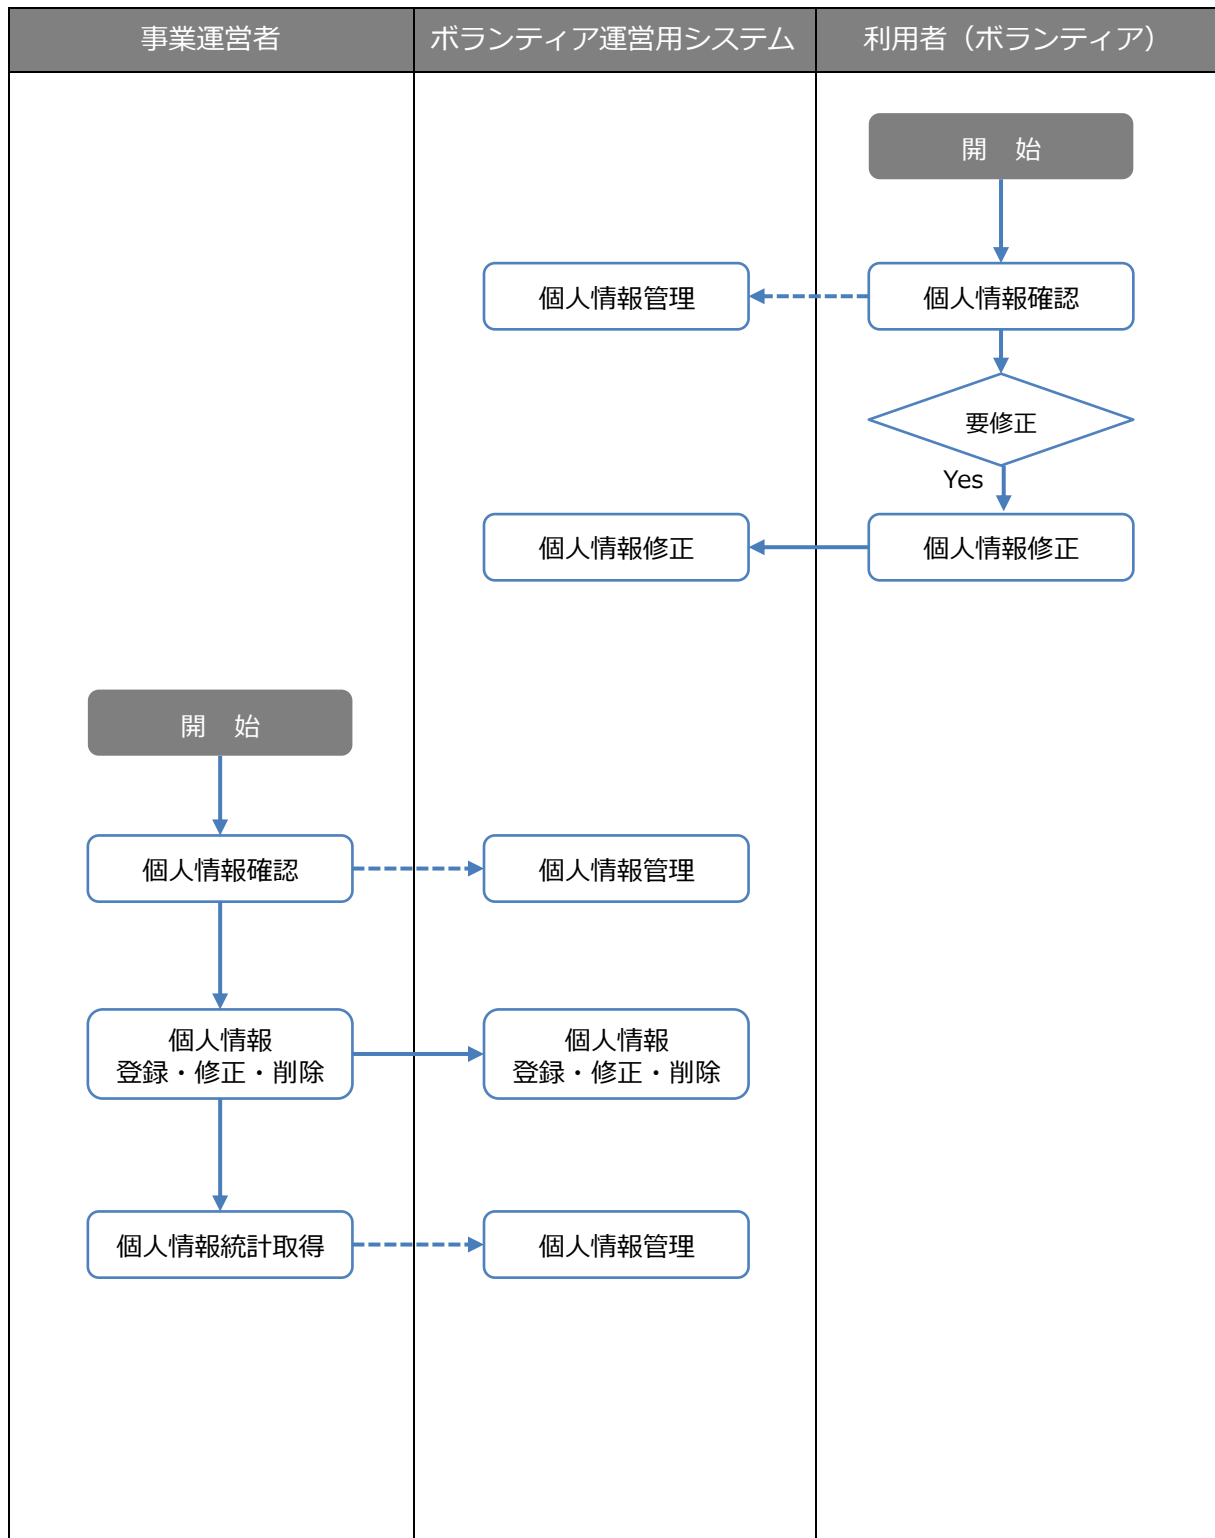 事業運営者
ボランティア運営用システム
利用者（ボランティア）
開　始
個人情報管理
個人情報確認
要修正
Yes
個人情報修正
個人情報修正
開　始
個人情報確認
個人情報管理
個人情報
登録・修正・削除
個人情報
登録・修正・削除
個人情報統計取得
個人情報管理